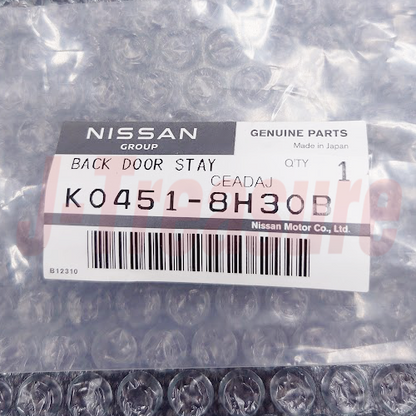 NISSAN
GROUP
GENUINE PARTS
Made in Japan
BACK DOOR STAY
QTY 1
CEADAJ
K0451-8H30B
Nissan Motor Co., Ltd.
B12310
J-Treasure